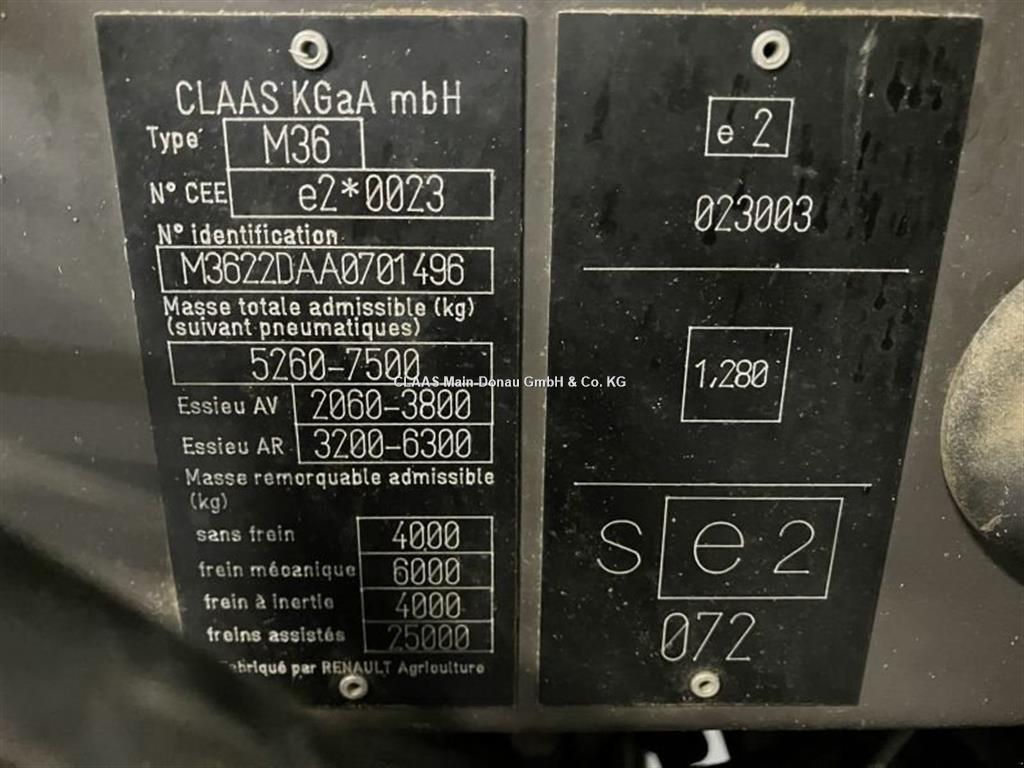 CLAAS KGaA mbH
Type M36
N° CEE e2*0023
N° identification
M3622DAA0701496
Masse totale admissible (kg)
(suivant pneumatiques)
5260-7500
Essieu AV 2060-3800
Essieu AR 3200-6300
Masse remorquable admissible
(kg)
sans frein 4000
frein mécanique 6000
frein à inertie 4000
freins assistés 25000
Fabriqué par RENAULT Agriculture
e 2
023003
1,280
s e 2
072
CLAAS Main-Donau GmbH & Co. KG